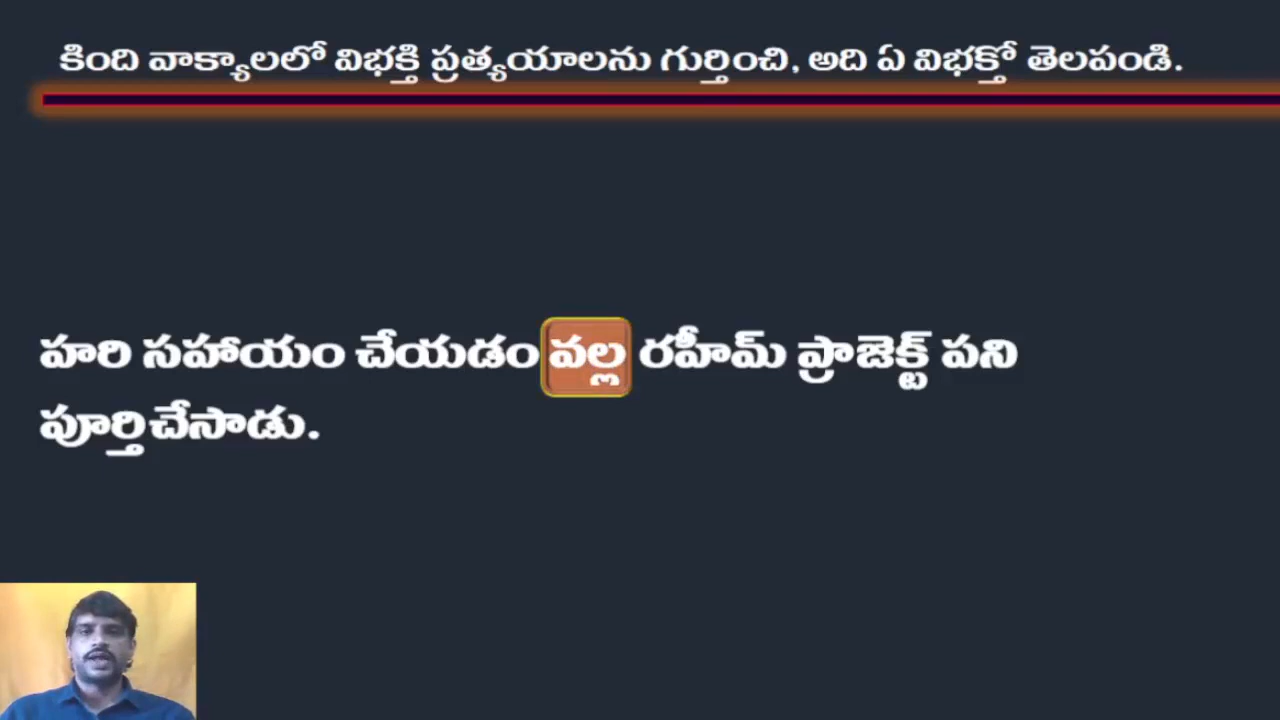 కింది వాక్యాలలో విభక్తి ప్రత్యయాలను గుర్తించి, అది ఏ విభక్తో తెలపండి.
హరి సహాయం చేయడం వల్ల రహీమ్ ప్రాజెక్ట్ పని
పూర్తిచేసాడు.